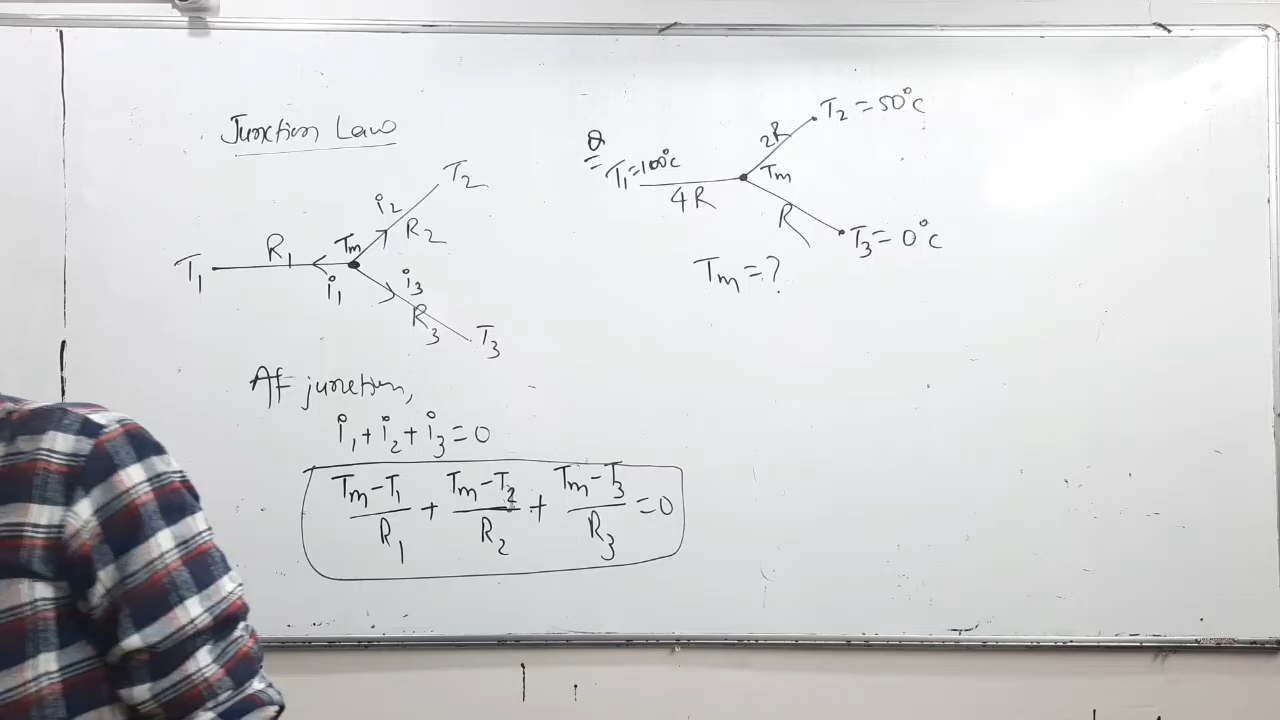 Junction Law
T₂
i₂
R₂
Tm
R₁
T₁
i₁
i₃
R₃
T₃
At junction,
i₁+i₂+i₃=0
(Tm-T₁)/R₁ + (Tm-T₂)/R₂ + (Tm-T₃)/R₃ = 0
Q
T₁=100°C
4R
2R
T₂=50°C
Tm
R
T₃=0°C
Tm=?